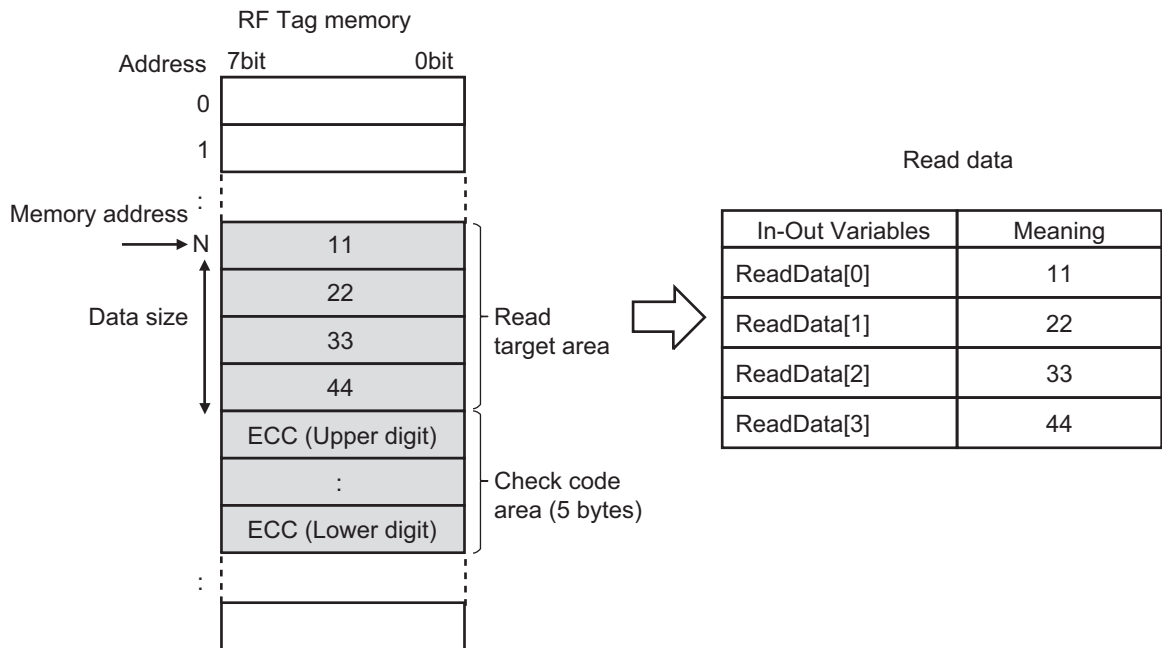 RF Tag memory
Address 7bit 0bit
0
1
:
Memory address
N 11
22
Data size
33
44
Read
target area
ECC (Upper digit)
:
ECC (Lower digit)
Check code
area (5 bytes)
:
Read data
In-Out Variables Meaning
ReadData[0] 11
ReadData[1] 22
ReadData[2] 33
ReadData[3] 44